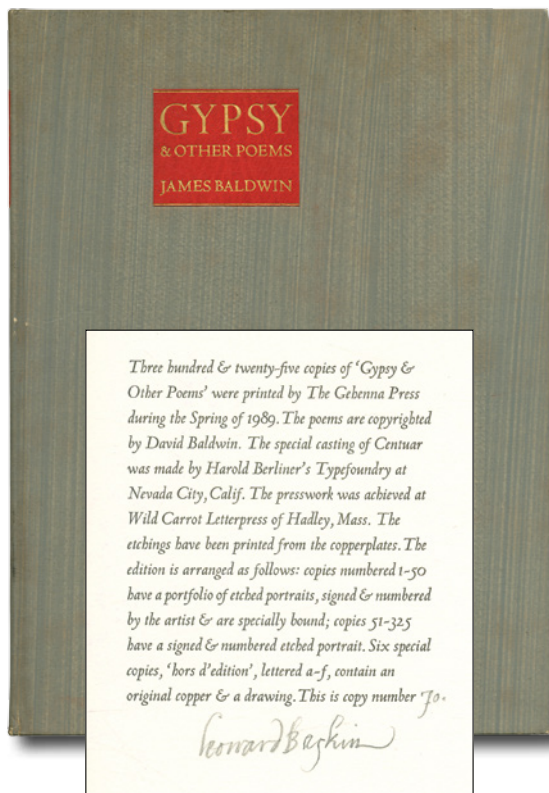 GYPSY
& OTHER POEMS
JAMES BALDWIN
Three hundred & twenty-five copies of ‘Gypsy &
Other Poems’ were printed by The Gehenna Press
during the Spring of 1989. The poems are copyrighted
by David Baldwin. The special casting of Centuar
was made by Harold Berliner’s Typefoundry at
Nevada City, Calif. The presswork was achieved at
Wild Carrot Letterpress of Hadley, Mass. The
etchings have been printed from the copperplates. The
edition is arranged as follows: copies numbered 1-50
have a portfolio of etched portraits, signed & numbered
by the artist & are specially bound; copies 51-325
have a signed & numbered etched portrait. Six special
copies, ‘hors d’edition’, lettered a-f, contain an
original copper & a drawing. This is copy number 70.
Leonard Baskin